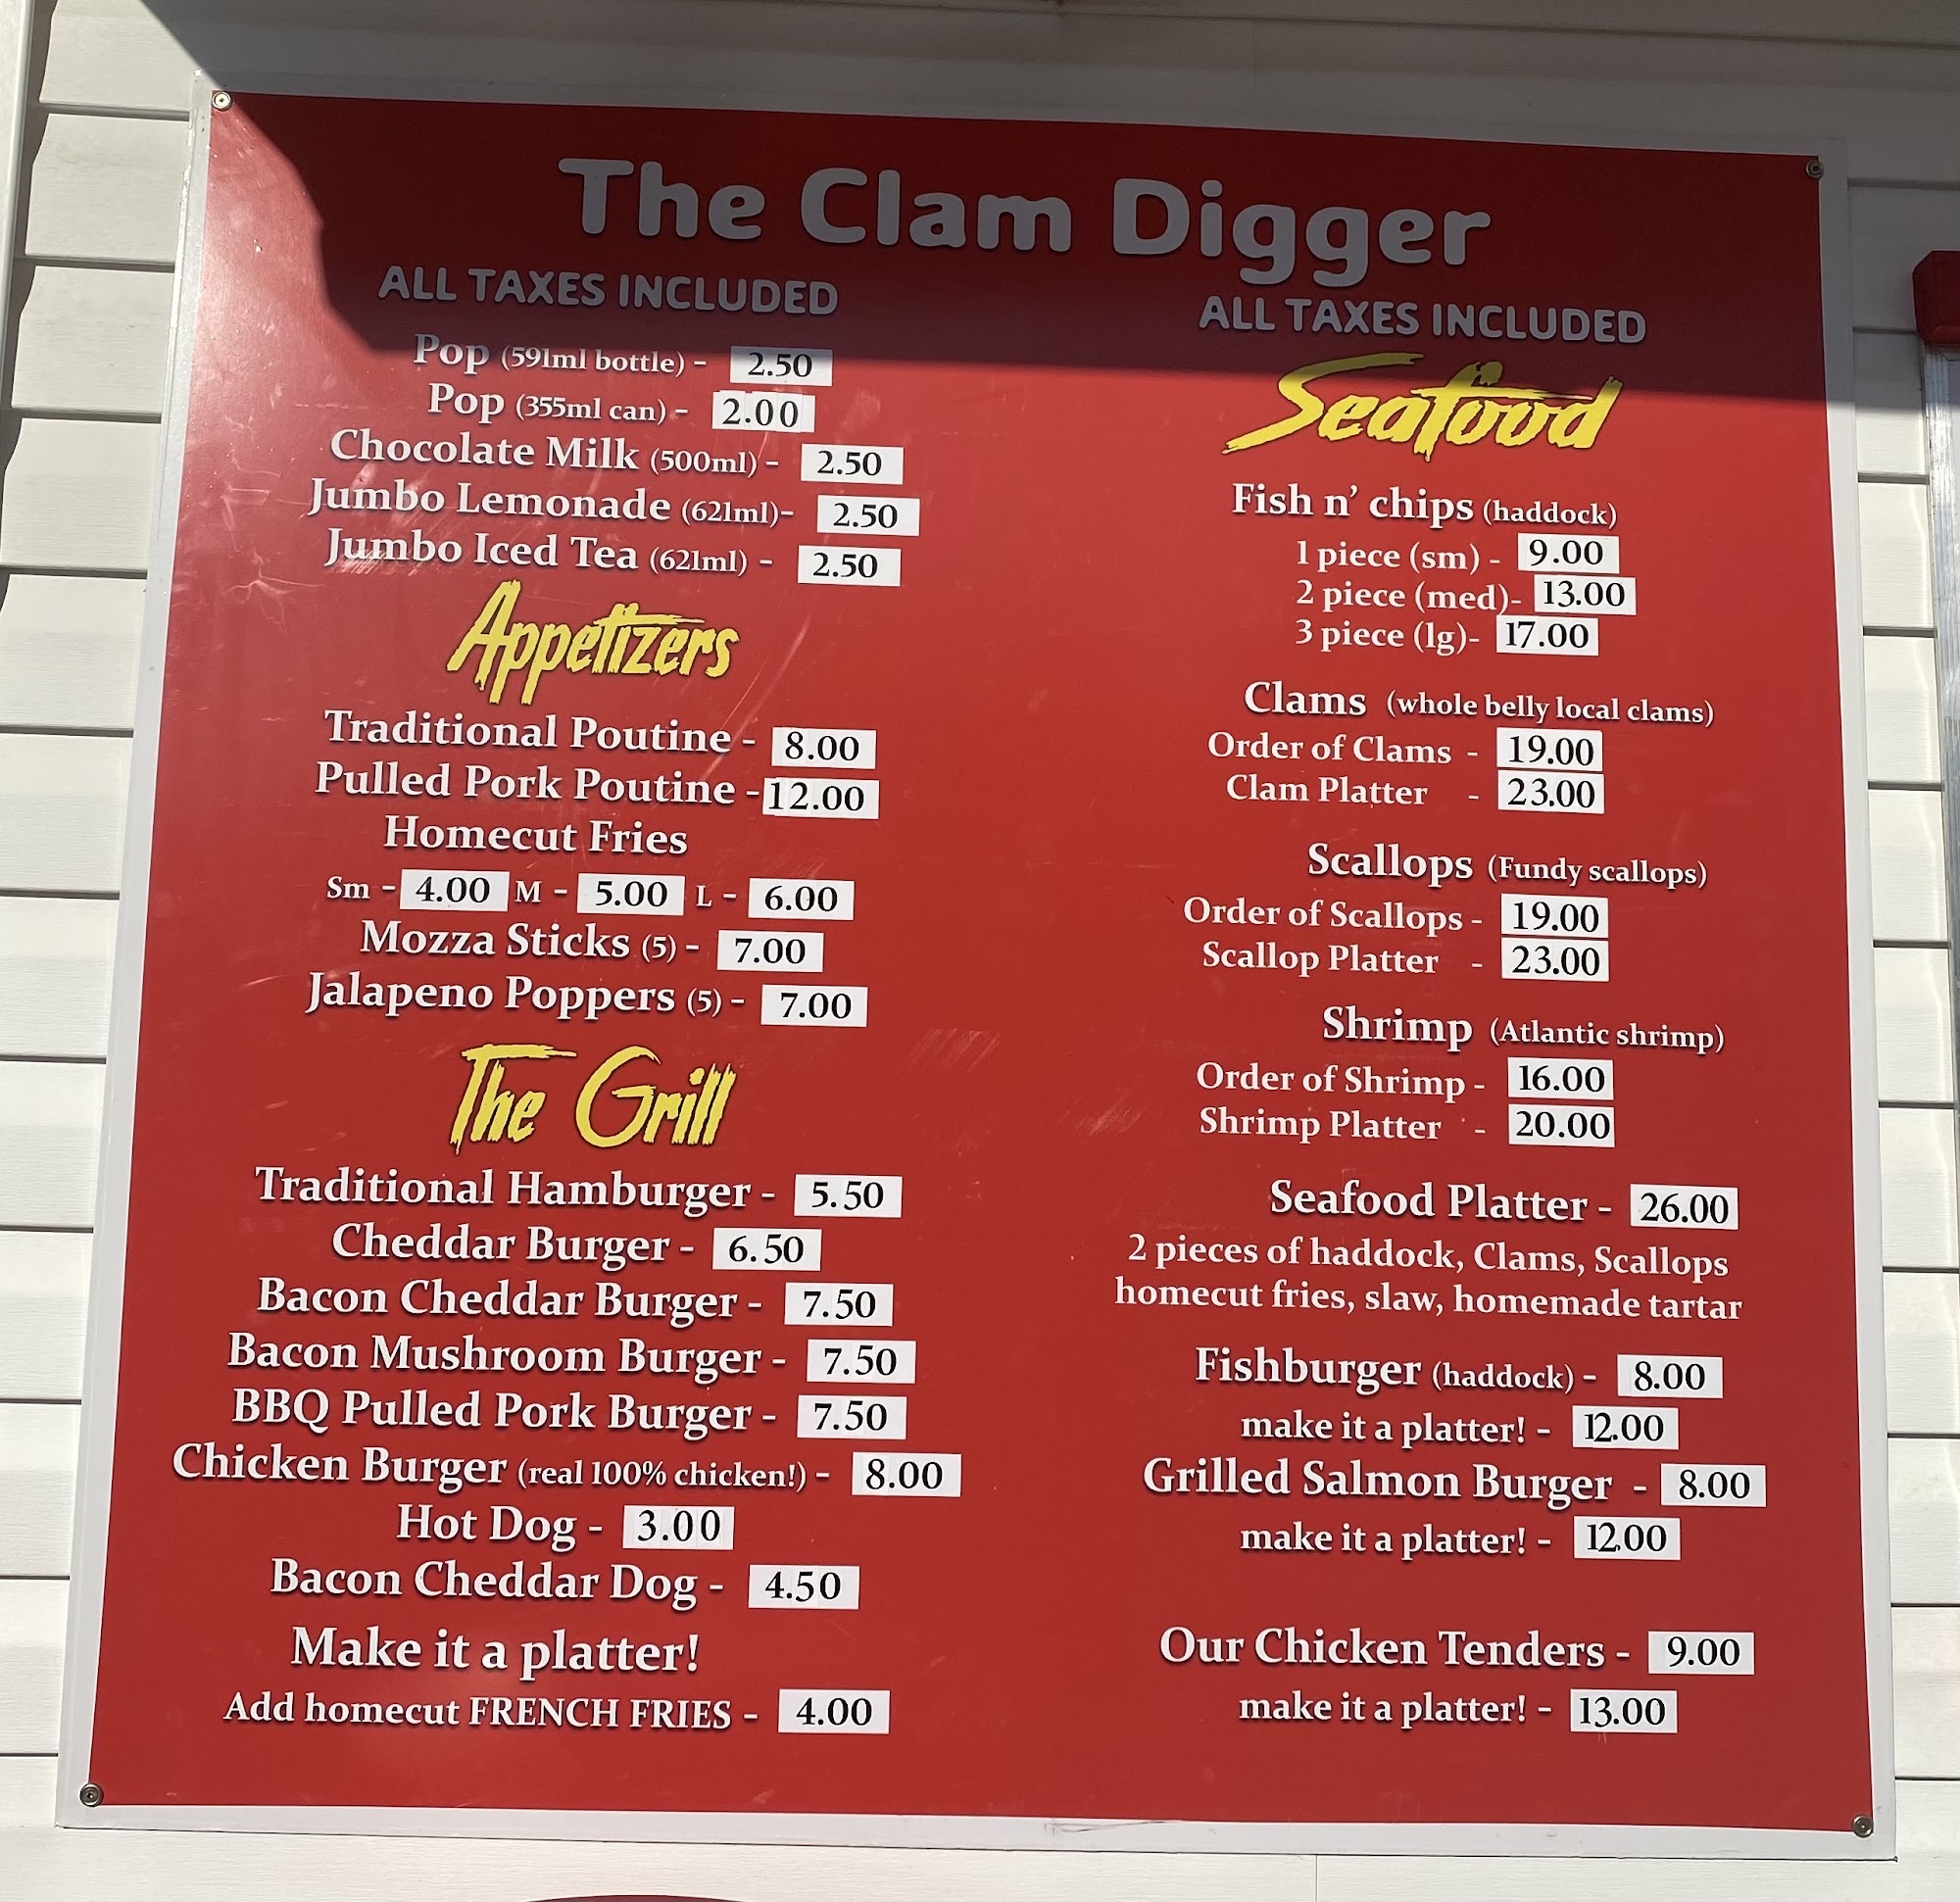 The Clam Digger
ALL TAXES INCLUDED
Pop (591ml bottle) - 2.50
Pop (355ml can) - 2.00
Chocolate Milk (500ml) - 2.50
Jumbo Lemonade (621ml)- 2.50
Jumbo Iced Tea (621ml) - 2.50
Appetizers
Traditional Poutine - 8.00
Pulled Pork Poutine - 12.00
Homecut Fries
Sm - 4.00 M - 5.00 L - 6.00
Mozza Sticks (5) - 7.00
Jalapeno Poppers (5) - 7.00
The Grill
Traditional Hamburger - 5.50
Cheddar Burger - 6.50
Bacon Cheddar Burger - 7.50
Bacon Mushroom Burger - 7.50
BBQ Pulled Pork Burger - 7.50
Chicken Burger (real 100% chicken!) - 8.00
Hot Dog - 3.00
Bacon Cheddar Dog - 4.50
Make it a platter!
Add homecut FRENCH FRIES - 4.00
ALL TAXES INCLUDED
Seafood
Fish n' chips (haddock)
1 piece (sm) - 9.00
2 piece (med)- 13.00
3 piece (lg)- 17.00
Clams (whole belly local clams)
Order of Clams - 19.00
Clam Platter - 23.00
Scallops (Fundy scallops)
Order of Scallops - 19.00
Scallop Platter - 23.00
Shrimp (Atlantic shrimp)
Order of Shrimp - 16.00
Shrimp Platter - 20.00
Seafood Platter - 26.00
2 pieces of haddock, Clams, Scallops
homecut fries, slaw, homemade tartar
Fishburger (haddock) - 8.00
make it a platter! - 12.00
Grilled Salmon Burger - 8.00
make it a platter! - 12.00
Our Chicken Tenders - 9.00
make it a platter! - 13.00